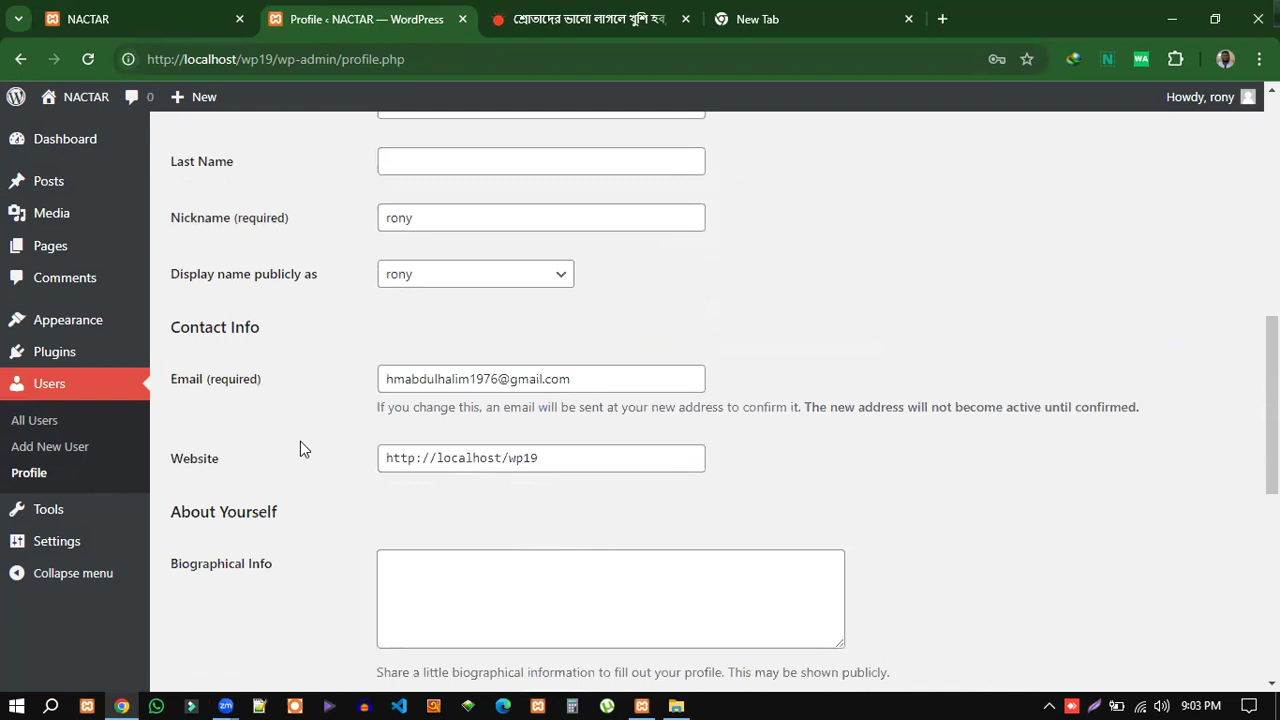 NACTAR
Profile ‹ NACTAR — WordPress
শ্রোতাদের ভালো লাগলে খুশি হব
New Tab
http://localhost/wp19/wp-admin/profile.php
NACTAR
0
New
Howdy, rony
Dashboard
Posts
Media
Pages
Comments
Appearance
Plugins
Users
All Users
Add New User
Profile
Tools
Settings
Collapse menu
Last Name
Nickname (required)
rony
Display name publicly as
rony
Contact Info
Email (required)
hmabdulhalim1976@gmail.com
If you change this, an email will be sent at your new address to confirm it. The new address will not become active until confirmed.
Website
http://localhost/wp19
About Yourself
Biographical Info
Share a little biographical information to fill out your profile. This may be shown publicly.
9:03 PM